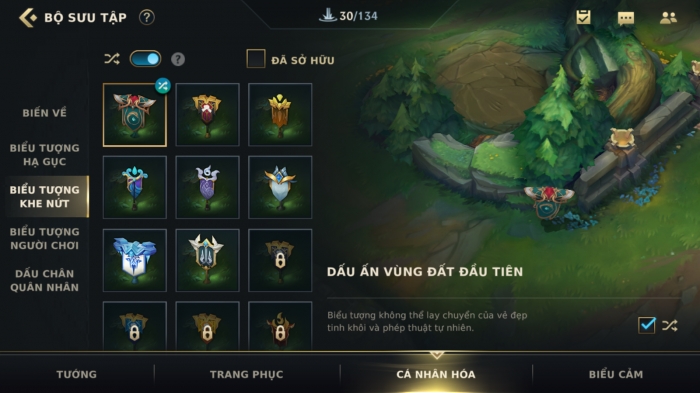 BỘ SƯU TẬP ?
30/134
? ĐÃ SỞ HỮU
BIẾN VỀ
BIỂU TƯỢNG
HẠ GỤC
BIỂU TƯỢNG
KHE NỨT
BIỂU TƯỢNG
NGƯỜI CHƠI
DẤU CHÂN
QUÂN NHÂN
DẤU ẤN VÙNG ĐẤT ĐẦU TIÊN
Biểu tượng không thể lay chuyển của vẻ đẹp
tinh khôi và phép thuật tự nhiên.
TƯỚNG
TRANG PHỤC
CÁ NHÂN HÓA
BIỂU CẢM